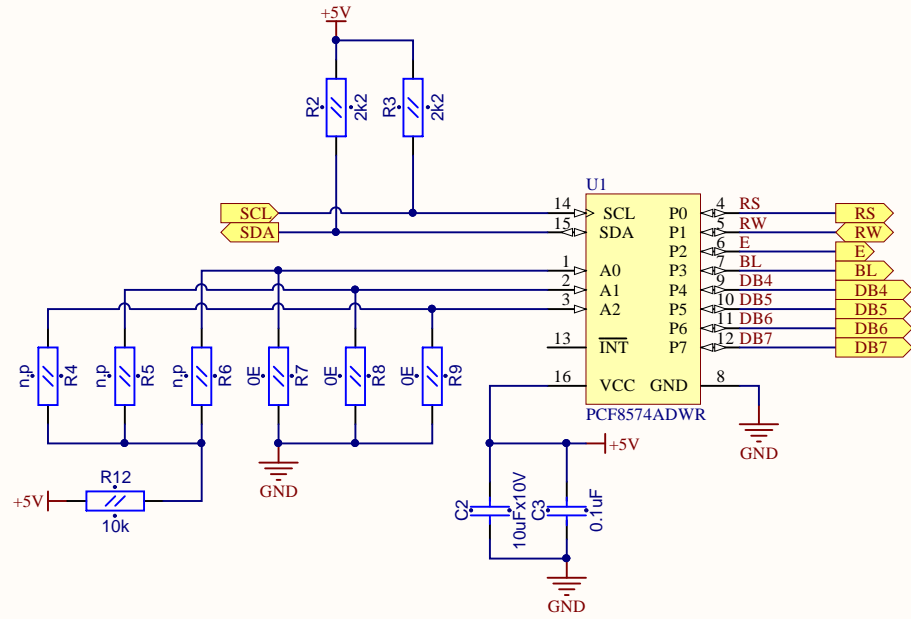 +5V
R2
2k2
R3
2k2
U1
SCL
14
SCL
P0
4
RS
RS
SDA
15
SDA
P1
5
RW
RW
P2
6
E
E
1
A0
P3
7
BL
BL
2
A1
P4
9
DB4
DB4
3
A2
P5
10
DB5
DB5
P6
11
DB6
DB6
13
INT
P7
12
DB7
DB7
16
VCC
GND
8
PCF8574ADWR
n.p
R4
n.p
R5
n.p
R6
0E
R7
0E
R8
0E
R9
+5V
GND
R12
+5V
10k
GND
C2
10uFx10V
C3
0.1uF
GND